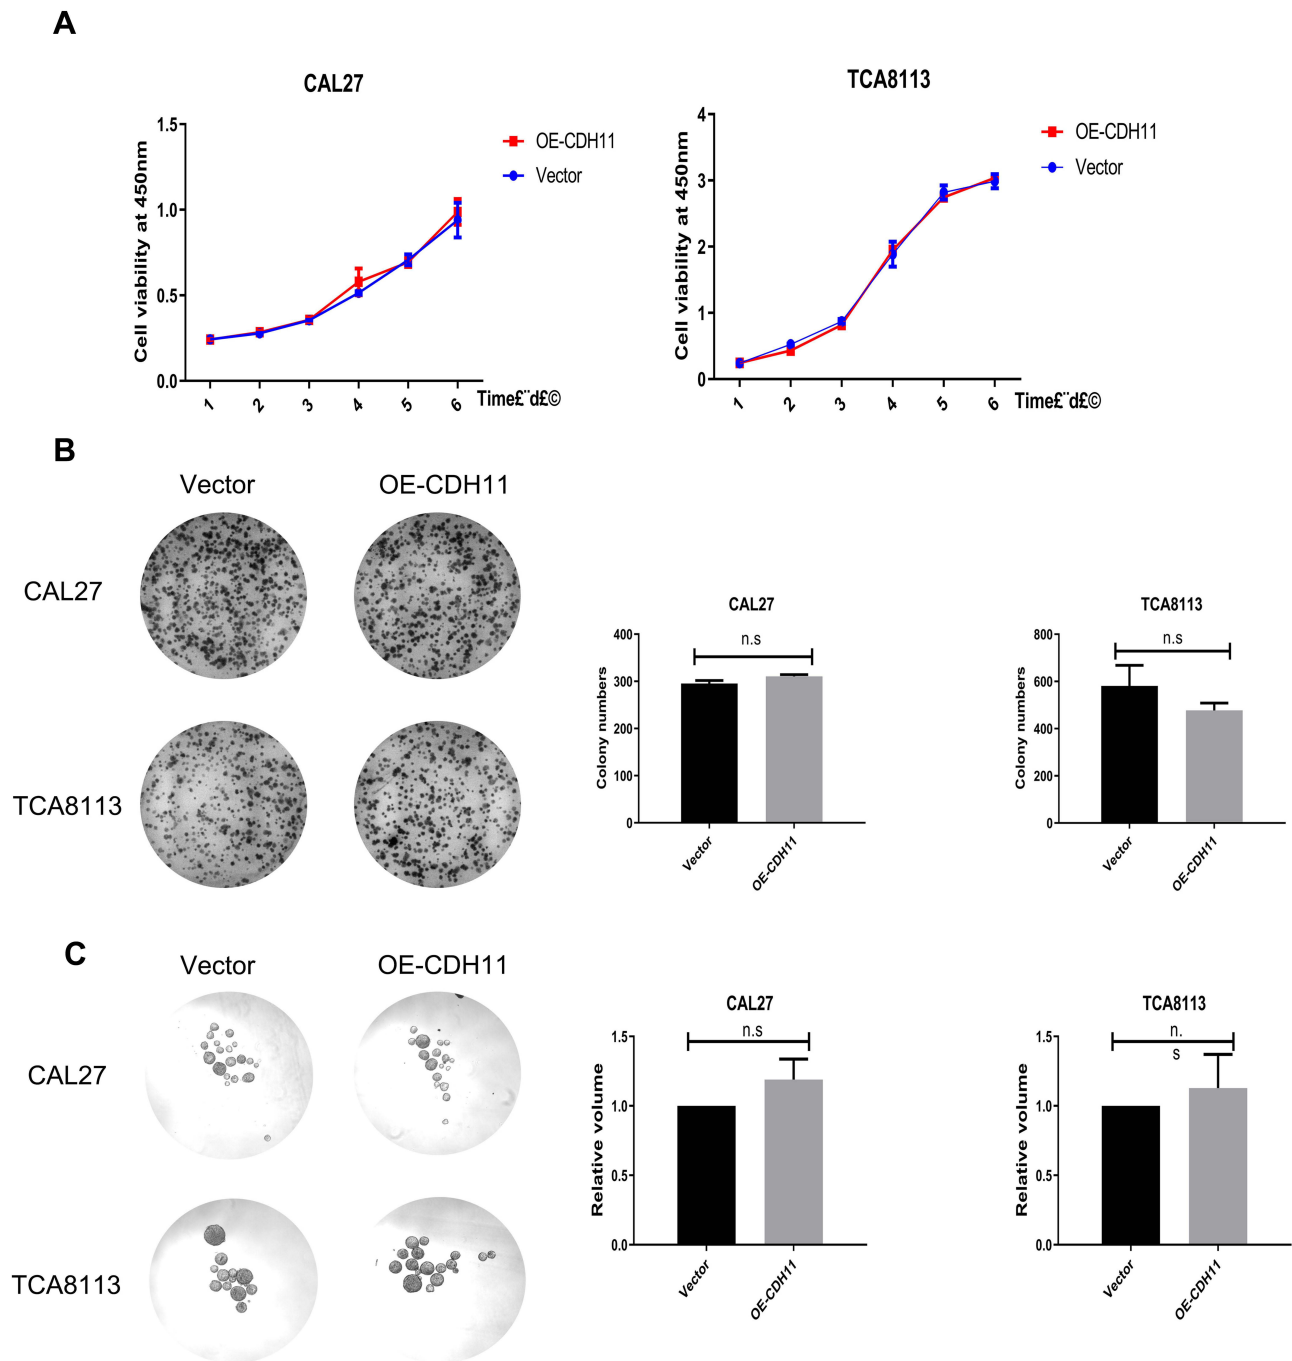 A
CAL27
TCA8113
1.5
1.0
0.5
0.0
Cell viability at 450nm
OE-CDH11
Vector
1 2 3 4 5 6
Time£¨d£©
4
3
2
1
0
Cell viability at 450nm
OE-CDH11
Vector
1 2 3 4 5 6
Time£¨d£©
B
Vector OE-CDH11
CAL27
TCA8113
CAL27
n.s
400
300
200
100
0
Colony numbers
Vector OE-CDH11
TCA8113
n.s
800
600
400
200
0
Colony numbers
Vector OE-CDH11
C
Vector OE-CDH11
CAL27
TCA8113
CAL27
n.s
1.5
1.0
0.5
0.0
Relative volume
Vector OE-CDH11
TCA8113
n.
s
1.5
1.0
0.5
0.0
Relative volume
Vector OE-CDH11